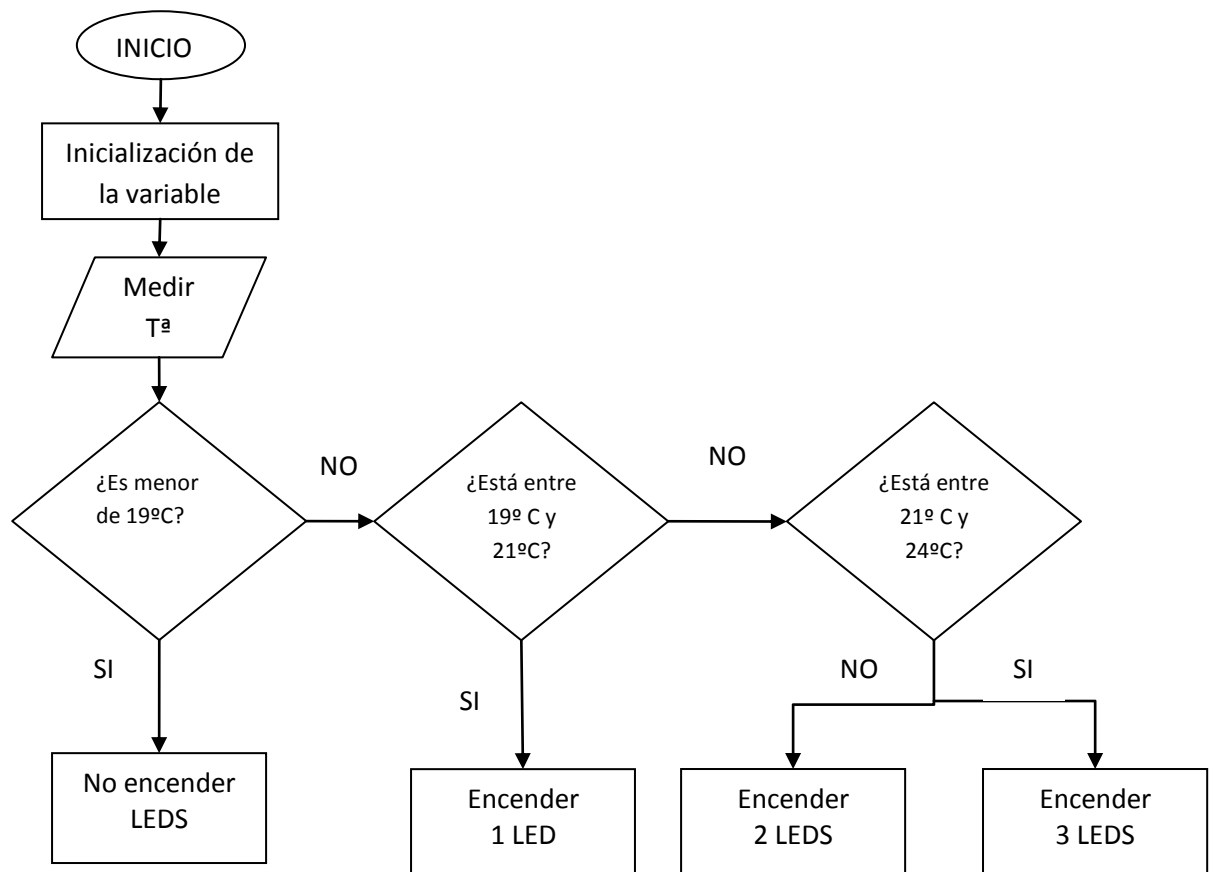 INICIO
Inicialización de
la variable
Medir
Tª
¿Es menor
de 19ºC?
NO
¿Está entre
19º C y
21ºC?
NO
¿Está entre
21º C y
24ºC?
SI
SI
NO
SI
No encender
LEDS
Encender
1 LED
Encender
2 LEDS
Encender
3 LEDS